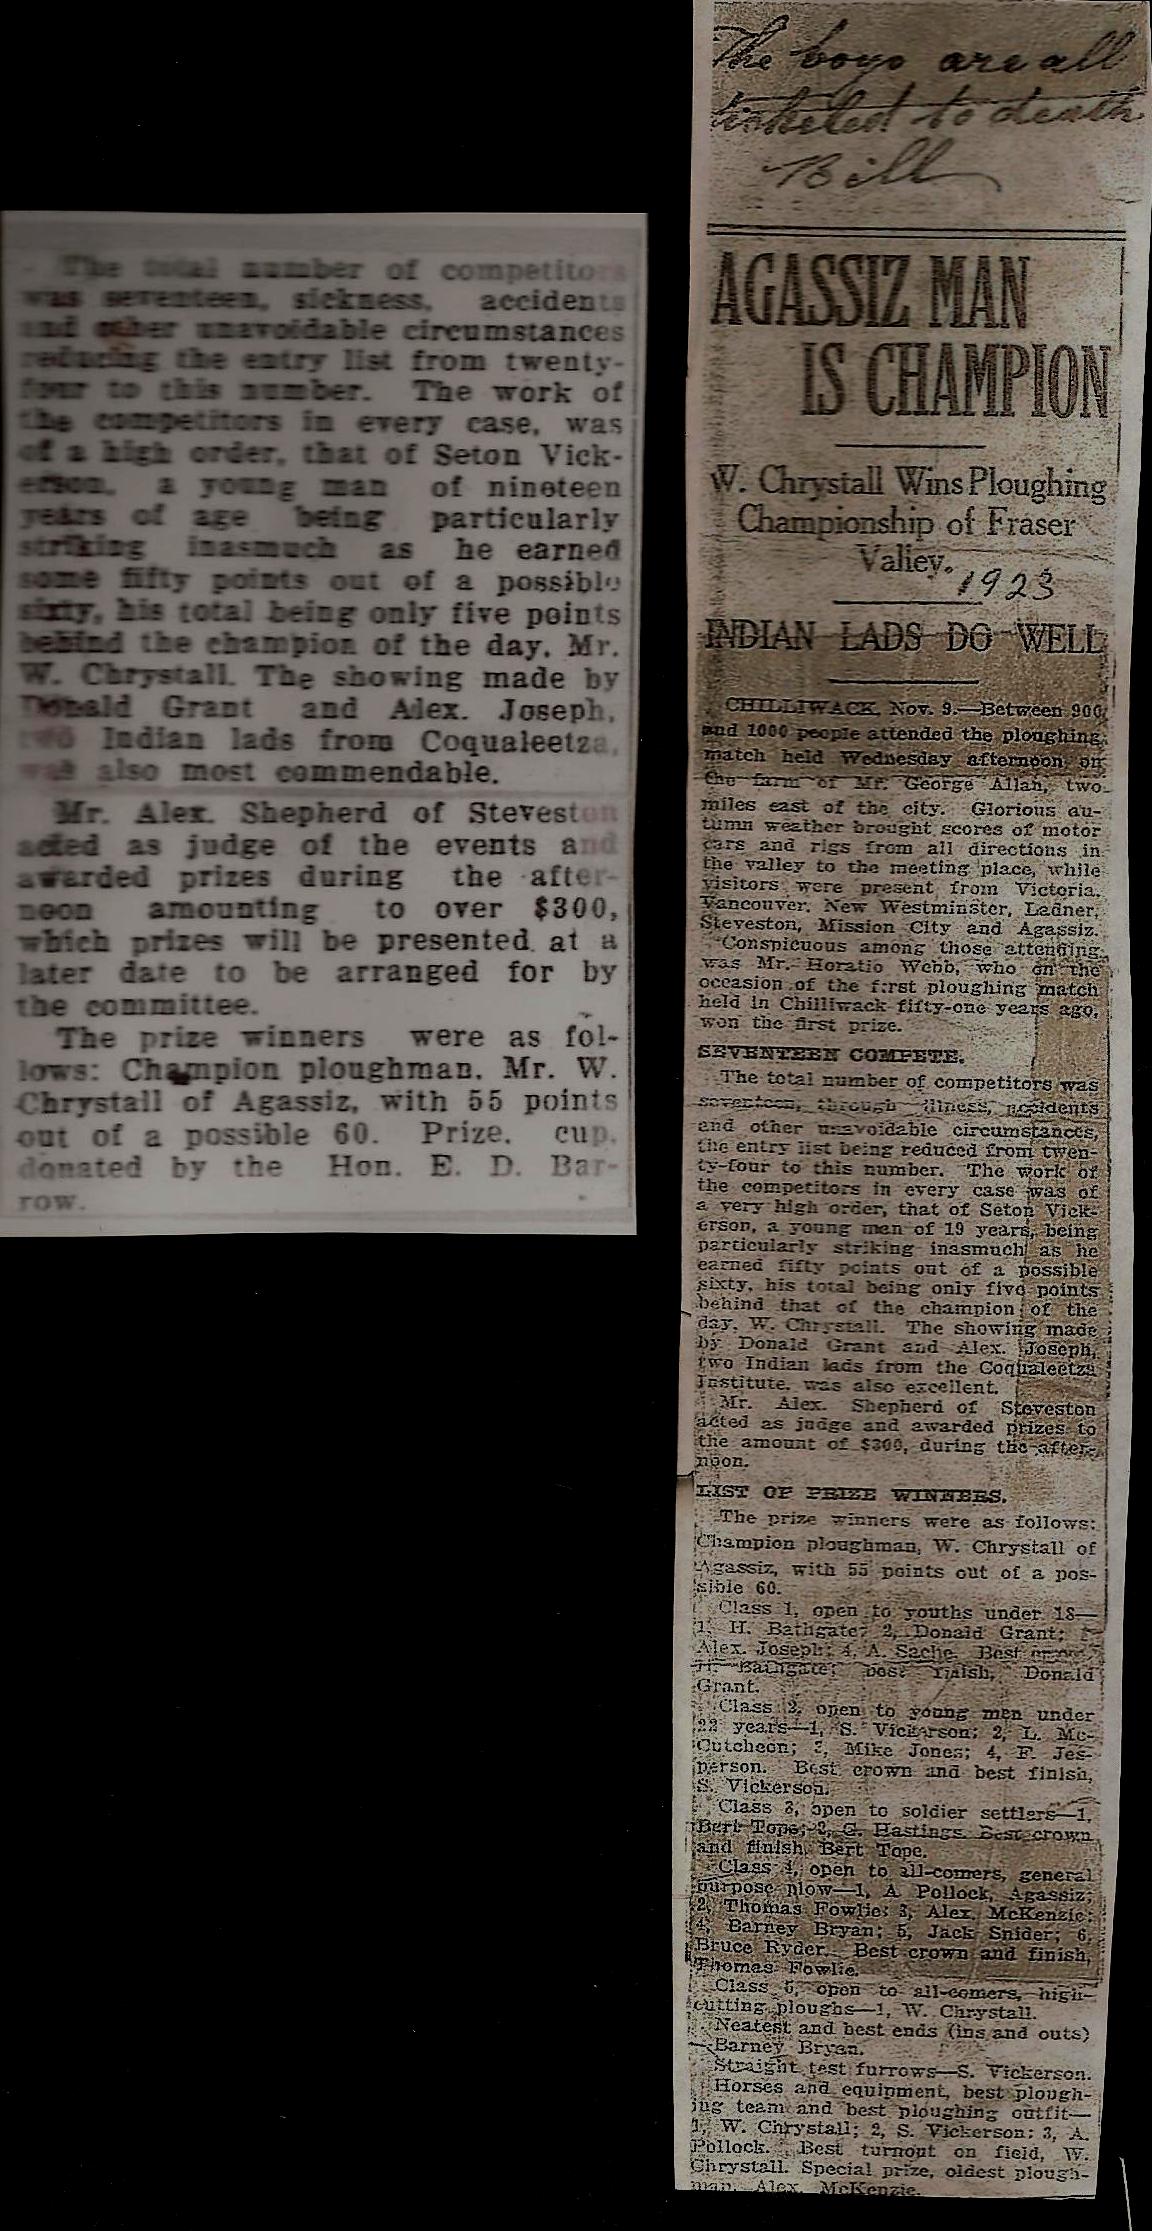 The total number of competitors
was seventeen, sickness, accidents
and other unavoidable circumstances
reducing the entry list from twenty-
four to this number. The work of
the competitors in every case, was
of a high order, that of Seton Vick-
erson, a young man of nineteen
years of age being particularly
striking inasmuch as he earned
some fifty points out of a possible
sixty, his total being only five points
behind the champion of the day, Mr.
W. Chrystall. The showing made by
Donald Grant and Alex. Joseph,
two Indian lads from Coqualeetza,
was also most commendable.
Mr. Alex. Shepherd of Steveston
acted as judge of the events and
awarded prizes during the after-
noon amounting to over $300,
which prizes will be presented at a
later date to be arranged for by
the committee.
The prize winners were as fol-
lows: Champion ploughman, Mr. W.
Chrystall of Agassiz, with 55 points
out of a possible 60. Prize, cup,
donated by the Hon. E. D. Bar-
row.
The boys are all
tickeled to death
Bill
AGASSIZ MAN
IS CHAMPION
W. Chrystall Wins Ploughing
Championship of Fraser
Valley.
1923
INDIAN LADS DO WELL
CHILLIWACK, Nov. 9.—Between 900
and 1000 people attended the ploughing
match held Wednesday afternoon on
the farm of Mr. George Allan, two
miles east of the city. Glorious au-
tumn weather brought scores of motor
cars and rigs from all directions in
the valley to the meeting place, while
visitors were present from Victoria,
Vancouver, New Westminster, Ladner,
Steveston, Mission City and Agassiz.
Conspicuous among those attending
was Mr. Horatio Webb, who on the
occasion of the first ploughing match
held in Chilliwack fifty-one years ago,
won the first prize.
SEVENTEEN COMPETE.
The total number of competitors was
seventeen, through illness, accidents
and other unavoidable circumstances,
the entry list being reduced from twen-
ty-four to this number. The work of
the competitors in every case was of
a very high order, that of Seton Vick-
erson, a young man of 19 years, being
particularly striking inasmuch as he
earned fifty points out of a possible
sixty, his total being only five points
behind that of the champion of the
day, W. Chrystall. The showing made
by Donald Grant and Alex. Joseph,
two Indian lads from the Coqualeetza
Institute, was also excellent.
Mr. Alex. Shepherd of Steveston
acted as judge and awarded prizes to
the amount of $300, during the after-
noon.
LIST OF PRIZE WINNERS.
The prize winners were as follows:
Champion ploughman, W. Chrystall of
Agassiz, with 55 points out of a pos-
sible 60.
Class 1, open to youths under 18—
1, H. Bathgate; 2, Donald Grant;
Alex. Joseph; 4, A. Sache. Best
H. Bathgate; best finish, Donald
Grant.
Class 2, open to young men under
22 years—1, S. Vickerson; 2, L. Mc-
Cutcheon; 3, Mike Jones; 4, F. Jes-
person. Best crown and best finish,
S. Vickerson.
Class 3, open to soldier settlers—1,
Bert Tope; 2, G. Hastings. Best crown
and finish, Bert Tope.
Class 4, open to all-comers, general
purpose plow—1, A Pollock, Agassiz;
2, Thomas Fowlie; 3, Alex. McKenzie;
4, Barney Bryan; 5, Jack Snider; 6,
Bruce Ryder. Best crown and finish,
Thomas Fowlie.
Class 5, open to all-comers, high-
cutting ploughs—1, W. Chrystall.
Neatest and best ends (ins and outs)
—Barney Bryan.
Straight test furrows—S. Vickerson.
Horses and equipment, best plough-
ing team and best ploughing outfit—
1, W. Chrystall; 2, S. Vickerson; 3, A.
Pollock. Best turnout on field, W.
Chrystall. Special prize, oldest plough-
man, Alex. McKenzie.